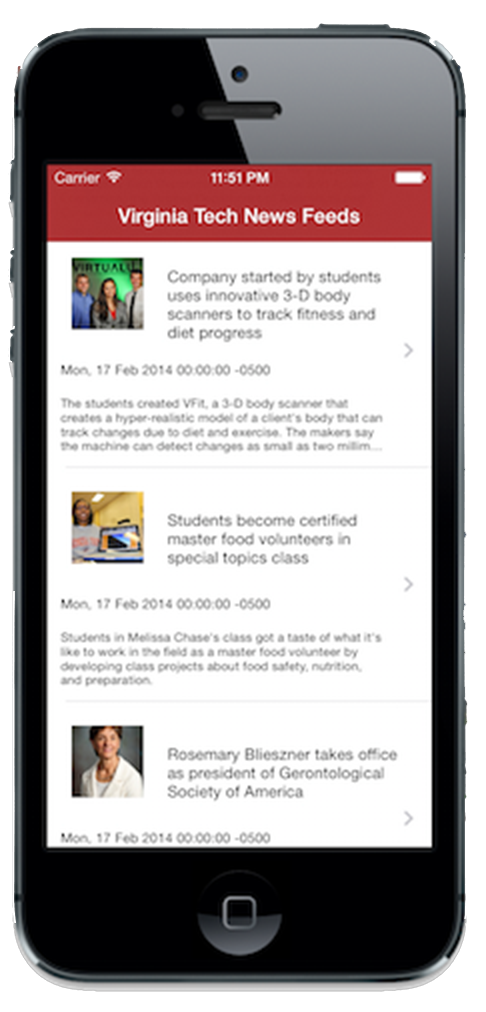 Carrier 11:51 PM
Virginia Tech News Feeds
VIRTUALU
Company started by students
uses innovative 3-D body
scanners to track fitness and
diet progress
Mon, 17 Feb 2014 00:00:00 -0500
The students created VFit, a 3-D body scanner that
creates a hyper-realistic model of a client's body that can
track changes due to diet and exercise. The makers say
the machine can detect changes as small as two millim...
Students become certified
master food volunteers in
special topics class
Mon, 17 Feb 2014 00:00:00 -0500
Students in Melissa Chase's class got a taste of what it's
like to work in the field as a master food volunteer by
developing class projects about food safety, nutrition,
and preparation.
Rosemary Blieszner takes office
as president of Gerontological
Society of America
Mon, 17 Feb 2014 00:00:00 -0500